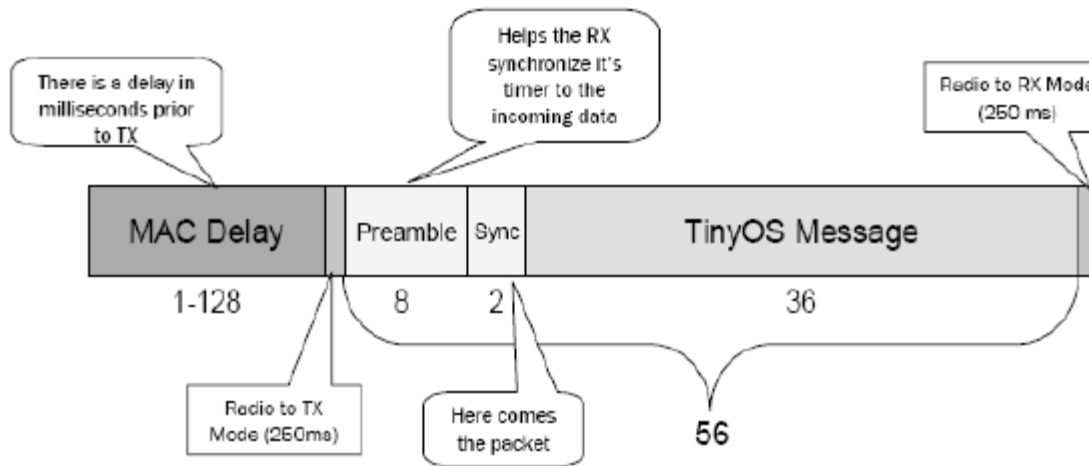 Helps the RX
synchronize it's
timer to the
incoming data
There is a delay in
milliseconds prior
to TX
Radio to RX Mode
(250 ms)
MAC Delay
Preamble
Sync
TinyOS Message
1-128
8
2
36
Radio to TX
Mode (250ms)
Here comes
the packet
56